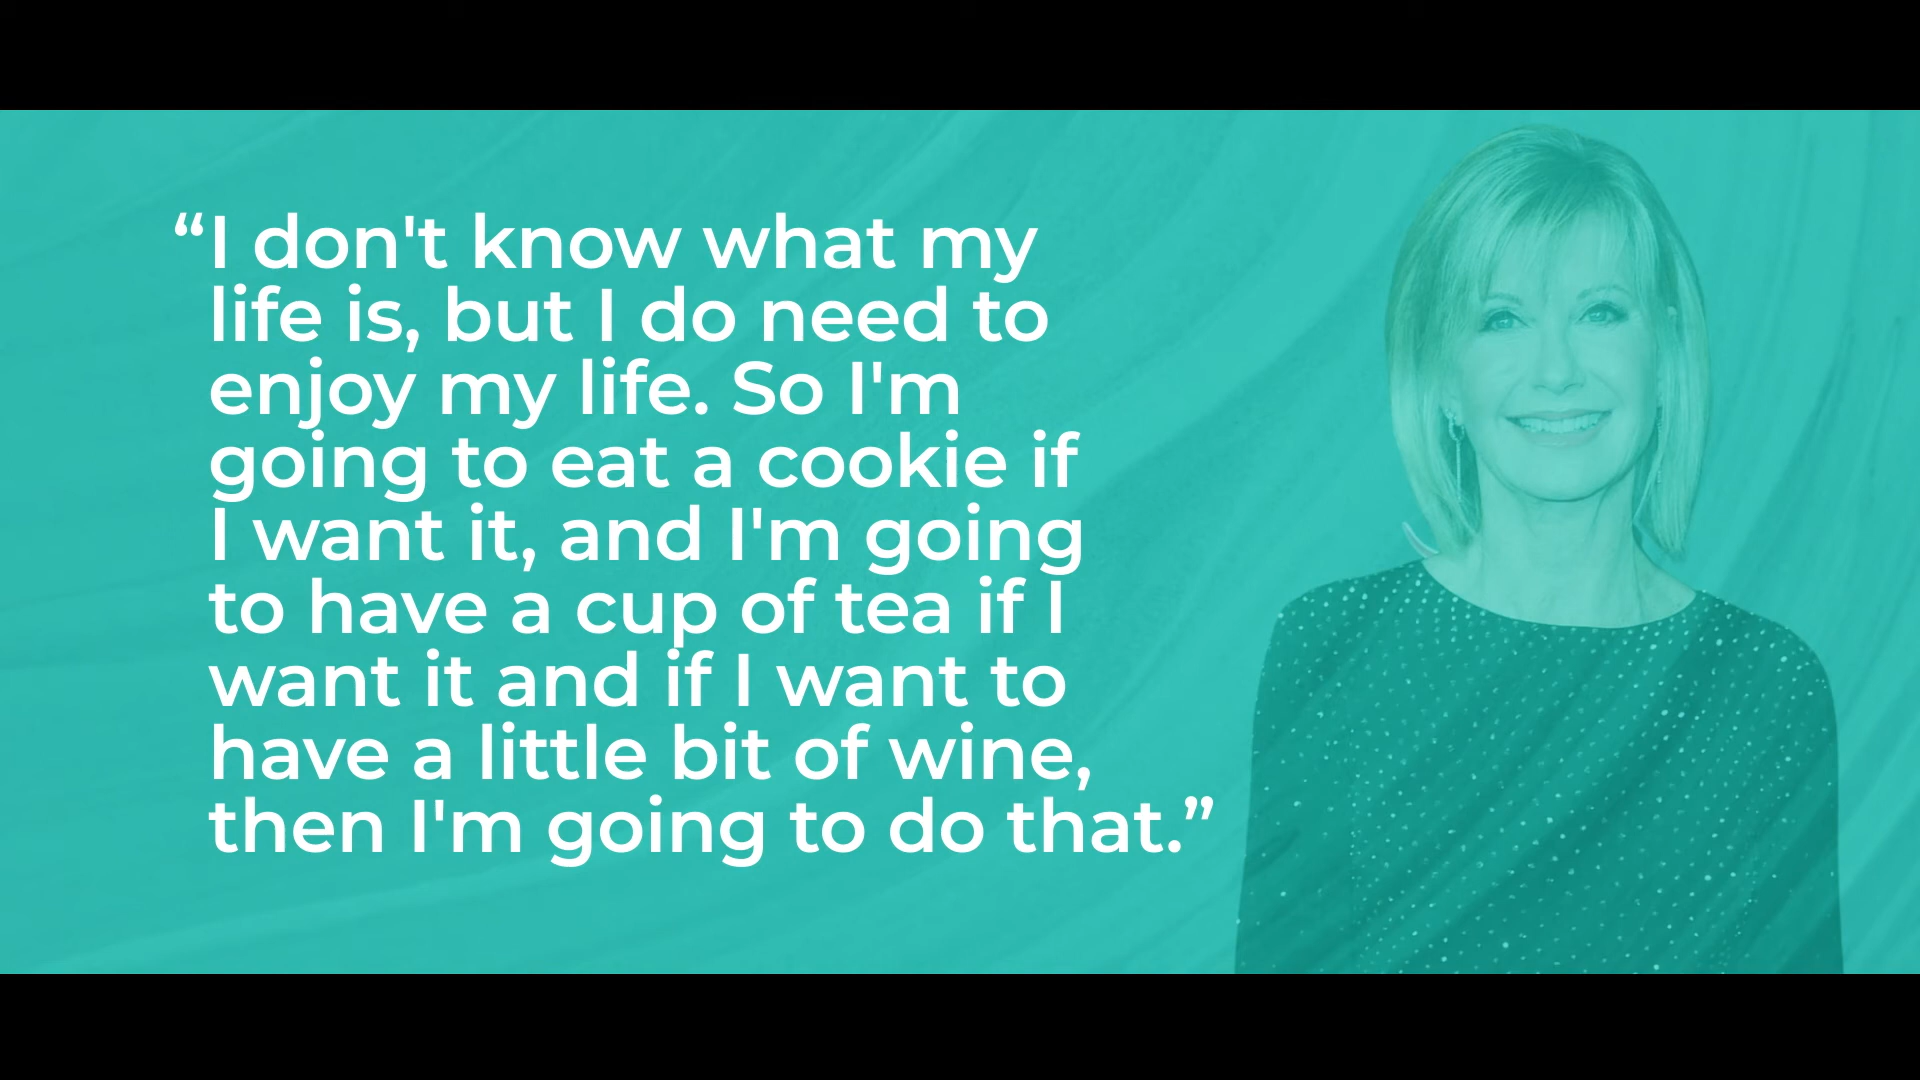 “I don't know what my
life is, but I do need to
enjoy my life. So I'm
going to eat a cookie if
I want it, and I'm going
to have a cup of tea if I
want it and if I want to
have a little bit of wine,
then I'm going to do that.”